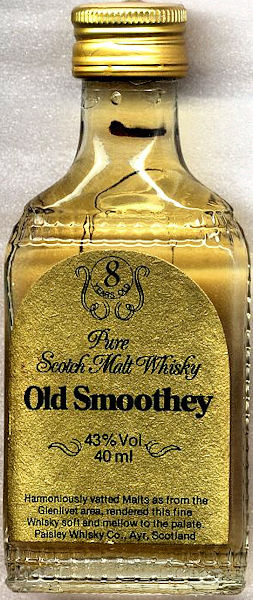 8
YEARS OLD
Pure
Scotch Malt Whisky
Old Smoothey
43% Vol
40 ml
Harmoniously vatted Malts as from the
Glenlivet area, rendered this fine
Whisky soft and mellow to the palate.
Paisley Whisky Co., Ayr, Scotland